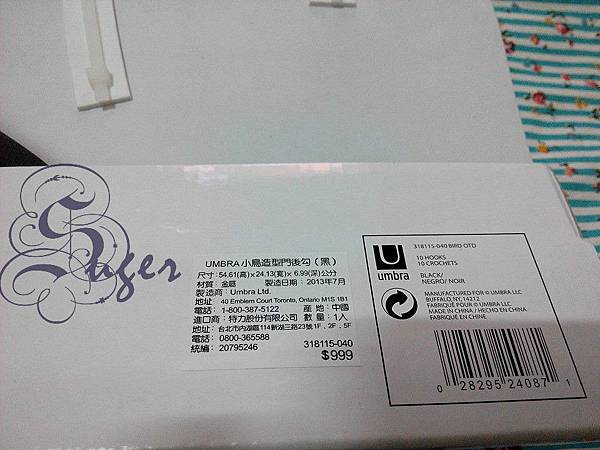 Suger
UMBRA小鳥造型門後勾（黑）
尺寸:54.61(高)×24.13(寬)× 6.99(深)公分
材質：金屬 製造日期：2013年7月
製造商：Umbra Ltd.
地址： 40 Emblem Court Toronto, Ontario M1S 1B1
電話： 1-800-387-5122 產 地：中國
進口商：特力股份有限公司 數 量：1入
地址：台北市內湖區114新湖三路23號1F．2F．5F
電話： 0800-365588
統編： 20795246 318115-040
$999
318115-040 BIRD OTD
umbra
10 HOOKS
10 CROCHETS
BLACK/
NEGRO/ NOIR
MANUFACTURED FOR © UMBRA LLC
BUFFALO, NY, 14212
FABRIQUÉ POUR © UMBRA LLC
MADE IN CHINA / HECHO EN CHINA
FABRIQUÉ EN CHINE
0 28295 24087 1